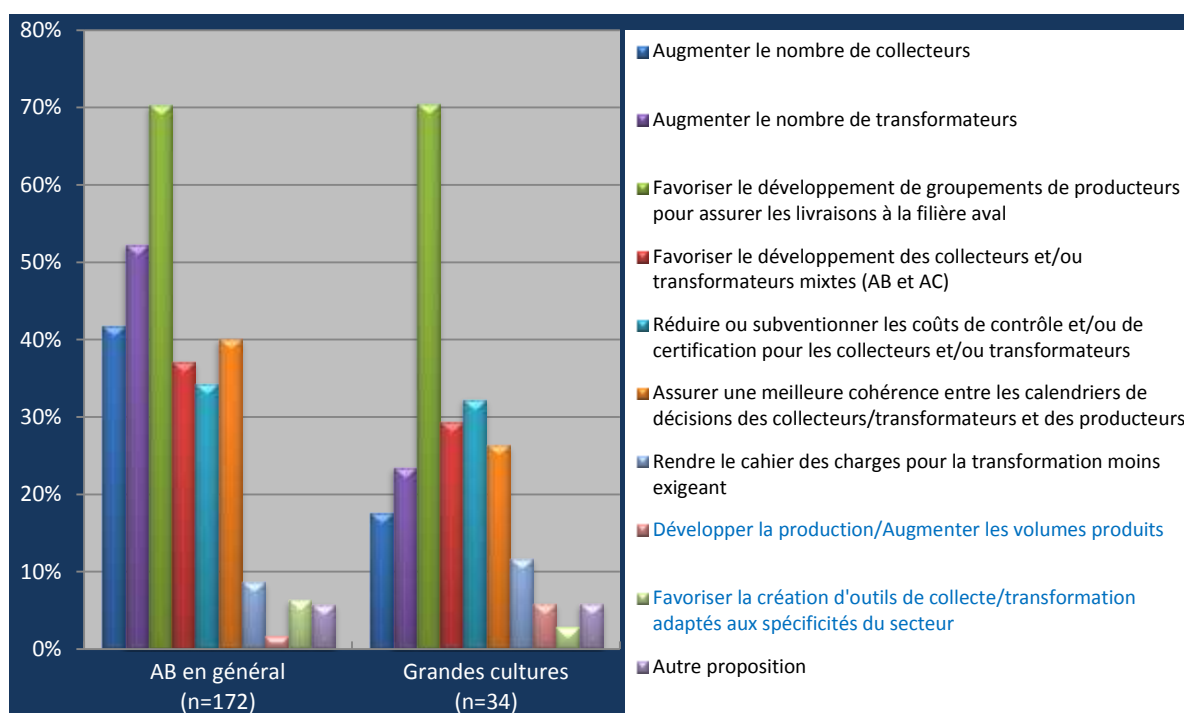 80%
70%
60%
50%
40%
30%
20%
10%
0%
AB en général
(n=172)
Grandes cultures
(n=34)
Augmenter le nombre de collecteurs
Augmenter le nombre de transformateurs
Favoriser le développement de groupements de producteurs
pour assurer les livraisons à la filière aval
Favoriser le développement des collecteurs et/ou
transformateurs mixtes (AB et AC)
Réduire ou subventionner les coûts de contrôle et/ou de
certification pour les collecteurs et/ou transformateurs
Assurer une meilleure cohérence entre les calendriers de
décisions des collecteurs/transformateurs et des producteurs
Rendre le cahier des charges pour la transformation moins
exigeant
Développer la production/Augmenter les volumes produits
Favoriser la création d'outils de collecte/transformation
adaptés aux spécificités du secteur
Autre proposition